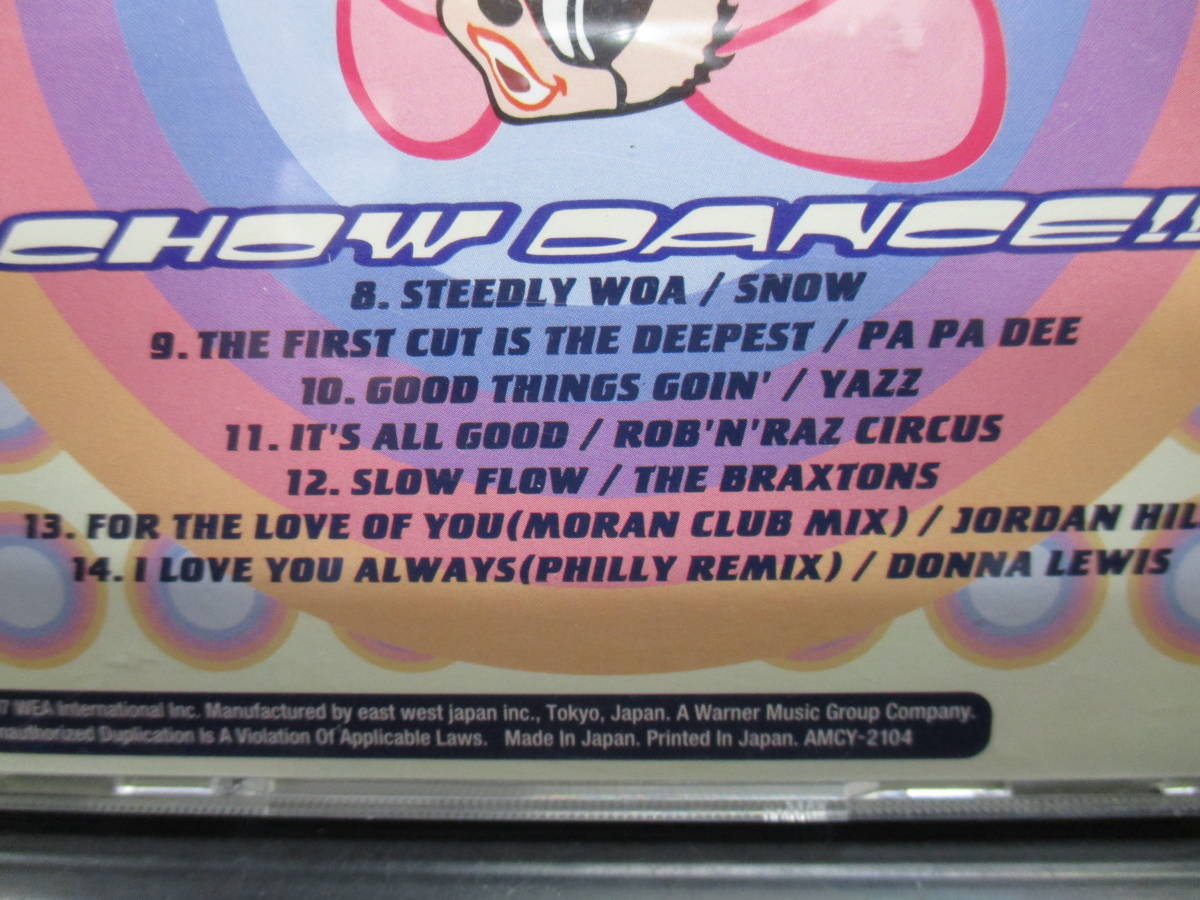 CHOW DANCE!!
8. STEEDLY WOA / SNOW
9. THE FIRST CUT IS THE DEEPEST / PA PA DEE
10. GOOD THINGS GOIN' / YAZZ
11. IT'S ALL GOOD / ROB'N'RAZ CIRCUS
12. SLOW FLOW / THE BRAXTONS
13. FOR THE LOVE OF YOU(MORAN CLUB MIX) / JORDAN HIL
14. I LOVE YOU ALWAYS(PHILLY REMIX) / DONNA LEWIS
7 WEA International Inc. Manufactured by east west japan inc., Tokyo, Japan. A Warner Music Group Company.
nauthorized Duplication Is A Violation Of Applicable Laws. Made In Japan. Printed In Japan. AMCY-2104